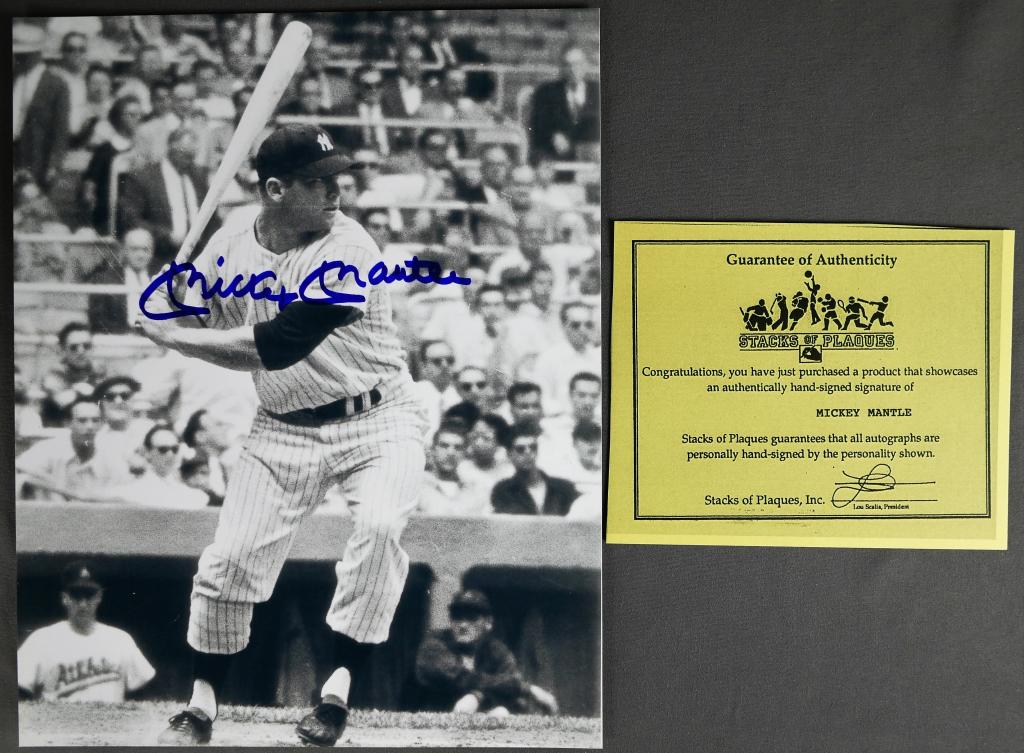 NY
Mickey Mantle
Athletics
Guarantee of Authenticity
STACKS OF PLAQUES
Congratulations, you have just purchased a product that showcases
an authentically hand-signed signature of
MICKEY MANTLE
Stacks of Plaques guarantees that all autographs are
personally hand-signed by the personality shown.
Stacks of Plaques, Inc.
Lou Scalia, President